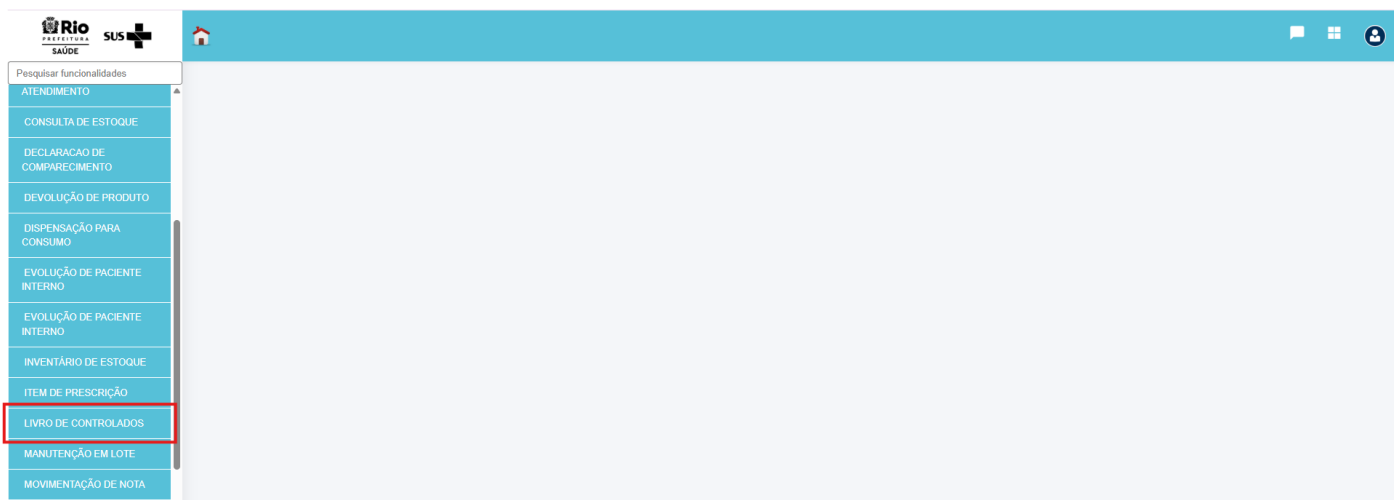 Rio
PREFEITURA
SAÚDE
SUS
Pesquisar funcionalidades
ATENDIMENTO
CONSULTA DE ESTOQUE
DECLARACAO DE
COMPARECIMENTO
DEVOLUÇÃO DE PRODUTO
DISPENSAÇÃO PARA
CONSUMO
EVOLUÇÃO DE PACIENTE
INTERNO
EVOLUÇÃO DE PACIENTE
INTERNO
INVENTÁRIO DE ESTOQUE
ITEM DE PRESCRIÇÃO
LIVRO DE CONTROLADOS
MANUTENÇÃO EM LOTE
MOVIMENTAÇÃO DE NOTA